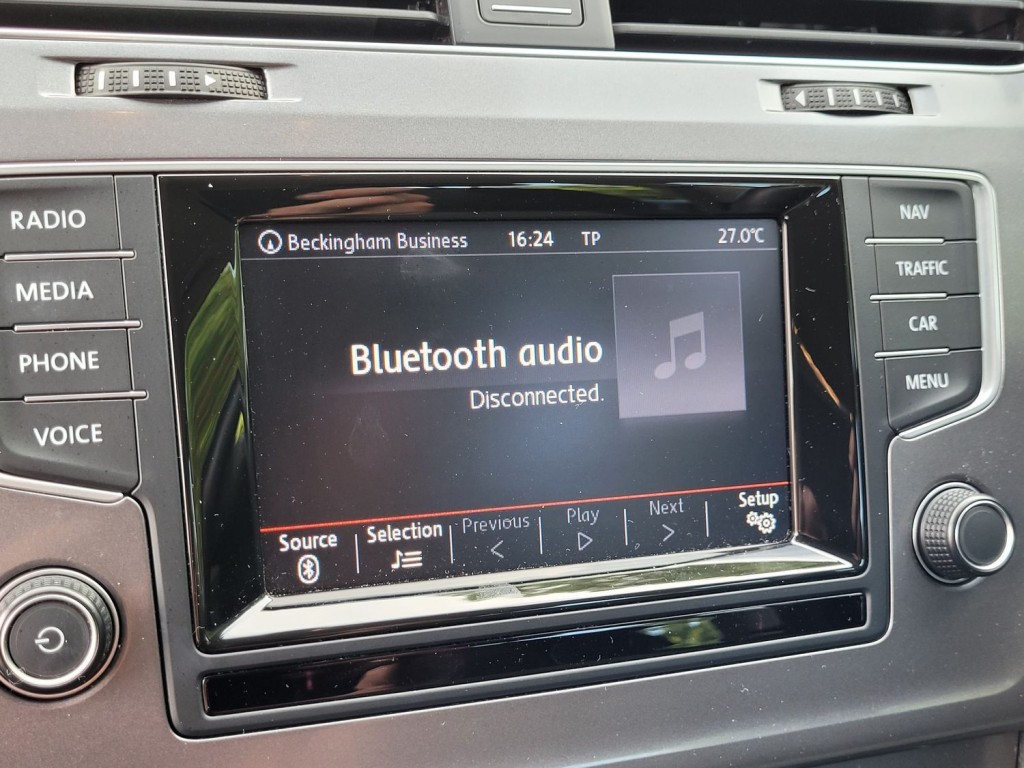 RADIO
MEDIA
PHONE
VOICE
Beckingham Business 16:24 TP 27.0°C
Bluetooth audio
Disconnected.
Source Selection Previous Play Next Setup
NAV
TRAFFIC
CAR
MENU